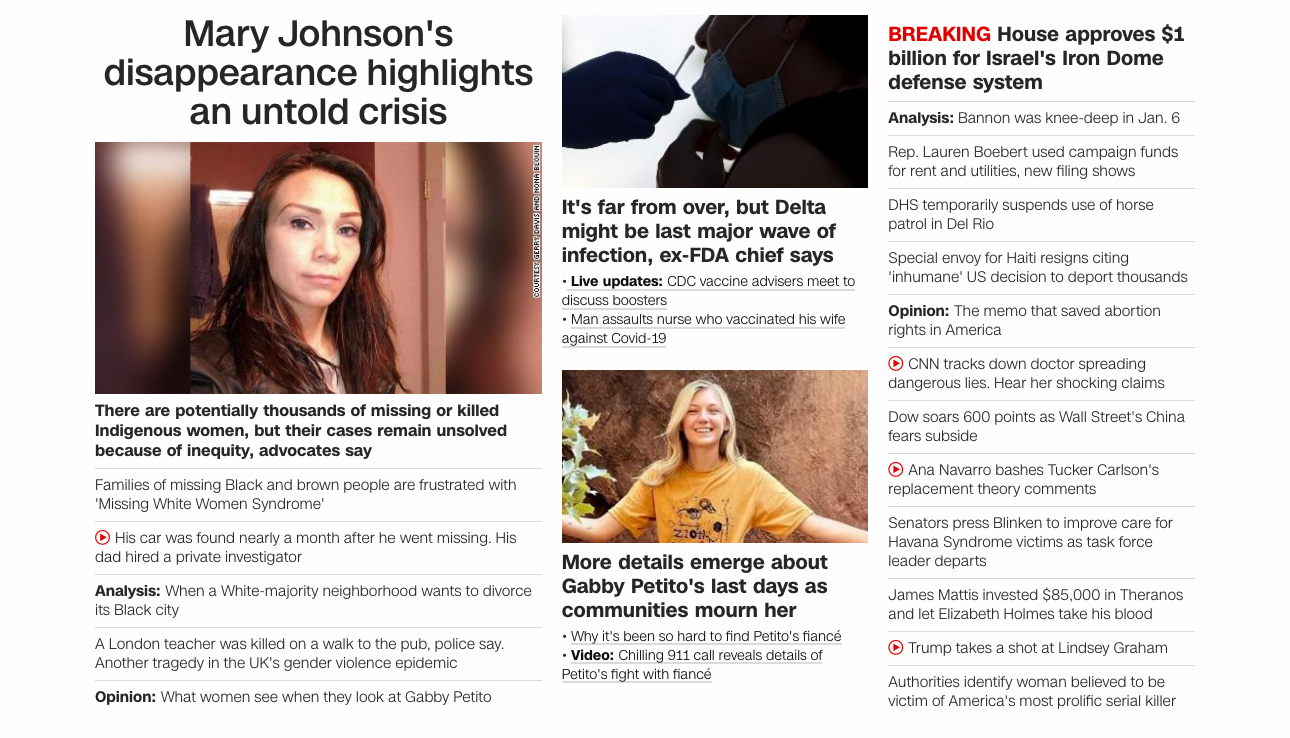 Mary Johnson's
disappearance highlights
an untold crisis
COURTESY GERRY DAVIS AND NONA BLOUIN
There are potentially thousands of missing or killed
Indigenous women, but their cases remain unsolved
because of inequity, advocates say
Families of missing Black and brown people are frustrated with
'Missing White Women Syndrome'
His car was found nearly a month after he went missing. His
dad hired a private investigator
Analysis: When a White-majority neighborhood wants to divorce
its Black city
A London teacher was killed on a walk to the pub, police say.
Another tragedy in the UK's gender violence epidemic
Opinion: What women see when they look at Gabby Petito
It's far from over, but Delta
might be last major wave of
infection, ex-FDA chief says
• Live updates: CDC vaccine advisers meet to
discuss boosters
• Man assaults nurse who vaccinated his wife
against Covid-19
ZION
More details emerge about
Gabby Petito's last days as
communities mourn her
• Why it's been so hard to find Petito's fiancé
• Video: Chilling 911 call reveals details of
Petito's fight with fiancé
BREAKING House approves $1
billion for Israel's Iron Dome
defense system
Analysis: Bannon was knee-deep in Jan. 6
Rep. Lauren Boebert used campaign funds
for rent and utilities, new filing shows
DHS temporarily suspends use of horse
patrol in Del Rio
Special envoy for Haiti resigns citing
'inhumane' US decision to deport thousands
Opinion: The memo that saved abortion
rights in America
CNN tracks down doctor spreading
dangerous lies. Hear her shocking claims
Dow soars 600 points as Wall Street's China
fears subside
Ana Navarro bashes Tucker Carlson's
replacement theory comments
Senators press Blinken to improve care for
Havana Syndrome victims as task force
leader departs
James Mattis invested $85,000 in Theranos
and let Elizabeth Holmes take his blood
Trump takes a shot at Lindsey Graham
Authorities identify woman believed to be
victim of America's most prolific serial killer